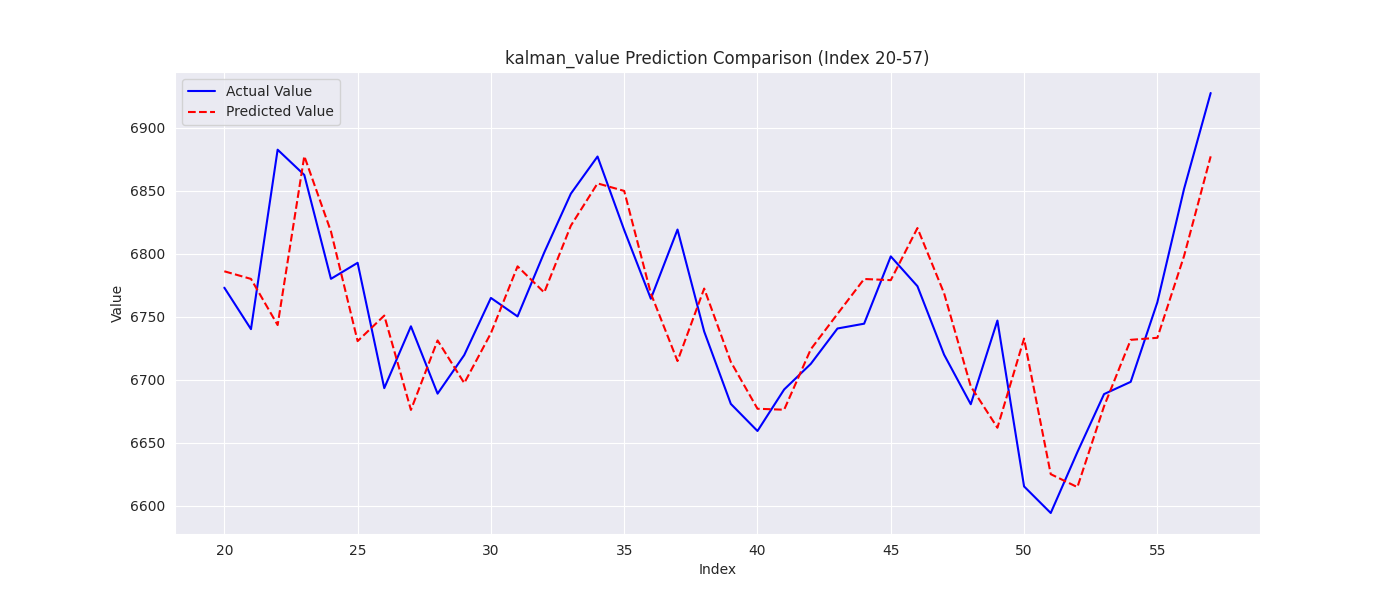 kalman_value Prediction Comparison (Index 20-57)
Actual Value
Predicted Value
6900
6850
6800
6750
6700
6650
6600
Value
20 25 30 35 40 45 50 55
Index